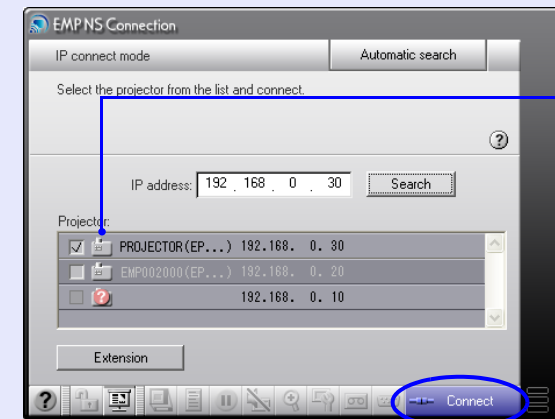 EMP NS Connection
IP connect mode
Automatic search
Select the projector from the list and connect.
?
IP address: 192 . 168 . 0 . 30 Search
Projector:
PROJECTOR(EP...) 192.168. 0. 30
EMP002000(EP...) 192.168. 0. 20
? 192.168. 0. 10
Extension
? Connect